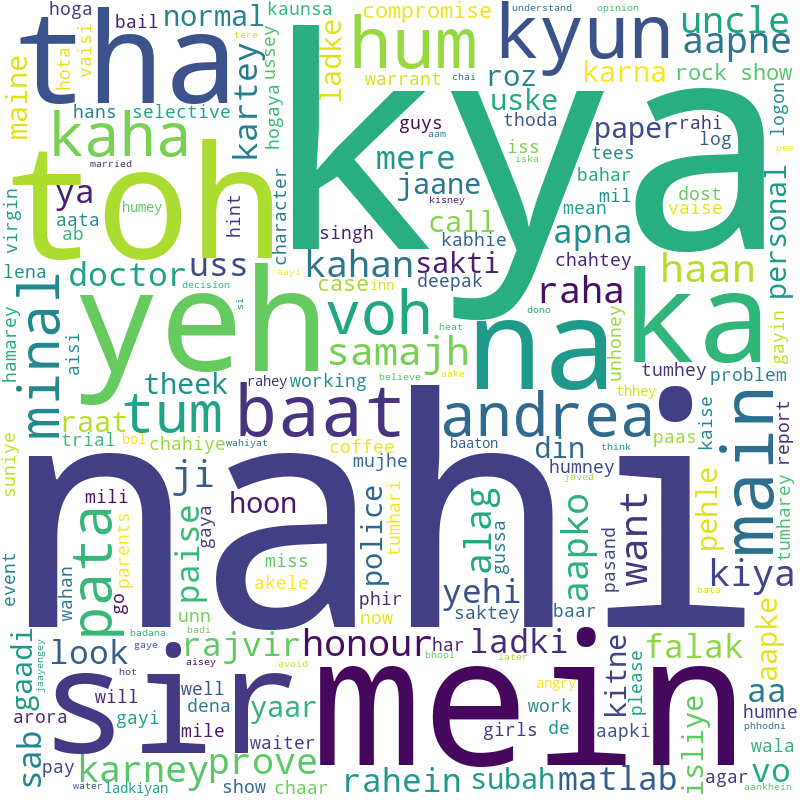 hoga
bail
normal
compromise
kaunsa
understand
opinion
kyun
uncle
aapne
tha
vaisi
hota
tere
ussey
ladke
hum
warrant
chai
roz
karna
rock show
maine
hans
selective
kartey
hogaya
kya
uske
guys
thoda
paper
rahi
logon
kaha
married
mere
aam
iss
iska
tees
log
pee
toh
ya
virgin
aata
ab
humey
hint
character
jaane
kisney
mean
bahar
mil
dost
vaise
personal
singh
call
kabhie
apna
chahtey
lena
doctor
uss
aayi
decision
kahan
case
inn
sakti
deepak
raha
haan
minal
hamarey
aisi
yeh
si
voh
samajh
heat
na
dono
unhoney
ka
gayin
tumhey
problem
theek
rahey
working
believe
aake
thhey
raat
tum
baat
andrea
main
trial
bol
chahiye
wahiyat
coffee
mujhe
baaton
think
din
humney
paas
kaise
report
suniye
ji
hoon
nahi
javed
tumharey
mili
pata
paise
gaya
miss
akele
police
tumhari
phir
alag
gussa
yehi
saktey
baar
aapko
pasand
want
pehle
kiya
event
wahan
go
parents
unn
now
bata
gaadi
look
badana
badi
gaye
rajvir
aisey
honour
avoid
har
bhool
ladki
later
kitne
please
falak
aapke
sab
jaayengey
hot
sir
mein
angry
aa
arora
will
gayi
well
dena
mile
yaar
waiter
girls
work
de
aapki
isliye
humne
phhodni
pay
karney
water
ladkiyan
prove
show
chaar
rahein
subah
matlab
agar
vo
wala
aankhein